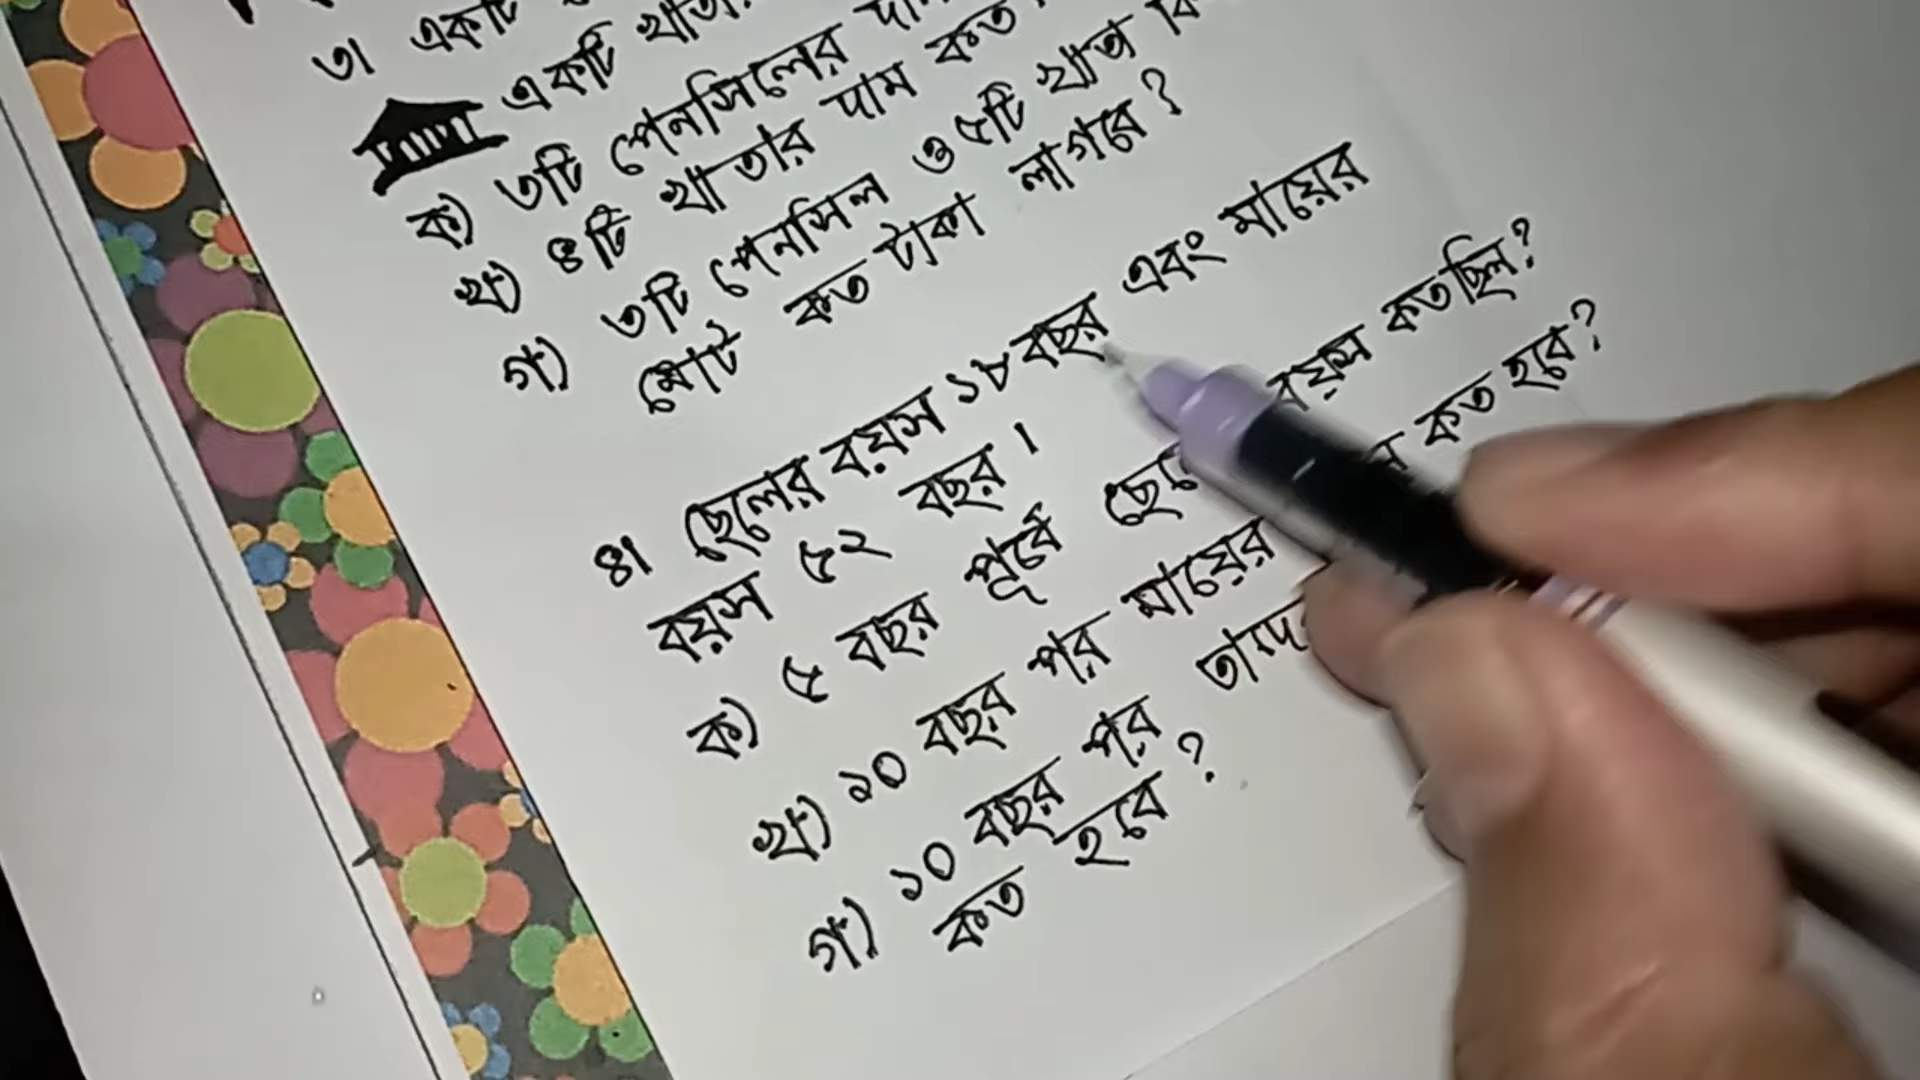 ৩। একটি
একটি খাতা
ক) ৩টি পেনসিলের দাম
খ) ৪টি খাতার দাম কত
গ) ৩টি পেনসিল ও ৫টি খাতা কি
মোট কত টাকা লাগবে?
৪। ছেলের বয়স ১৮ বছর এবং মায়ের
বয়স ৫২ বছর।
ক) ৫ বছর পূর্বে ছেলে বয়স কত ছিল?
খ) ১০ বছর পর মায়ের কত হবে?
গ) ১০ বছর পর তাদে
কত হবে?